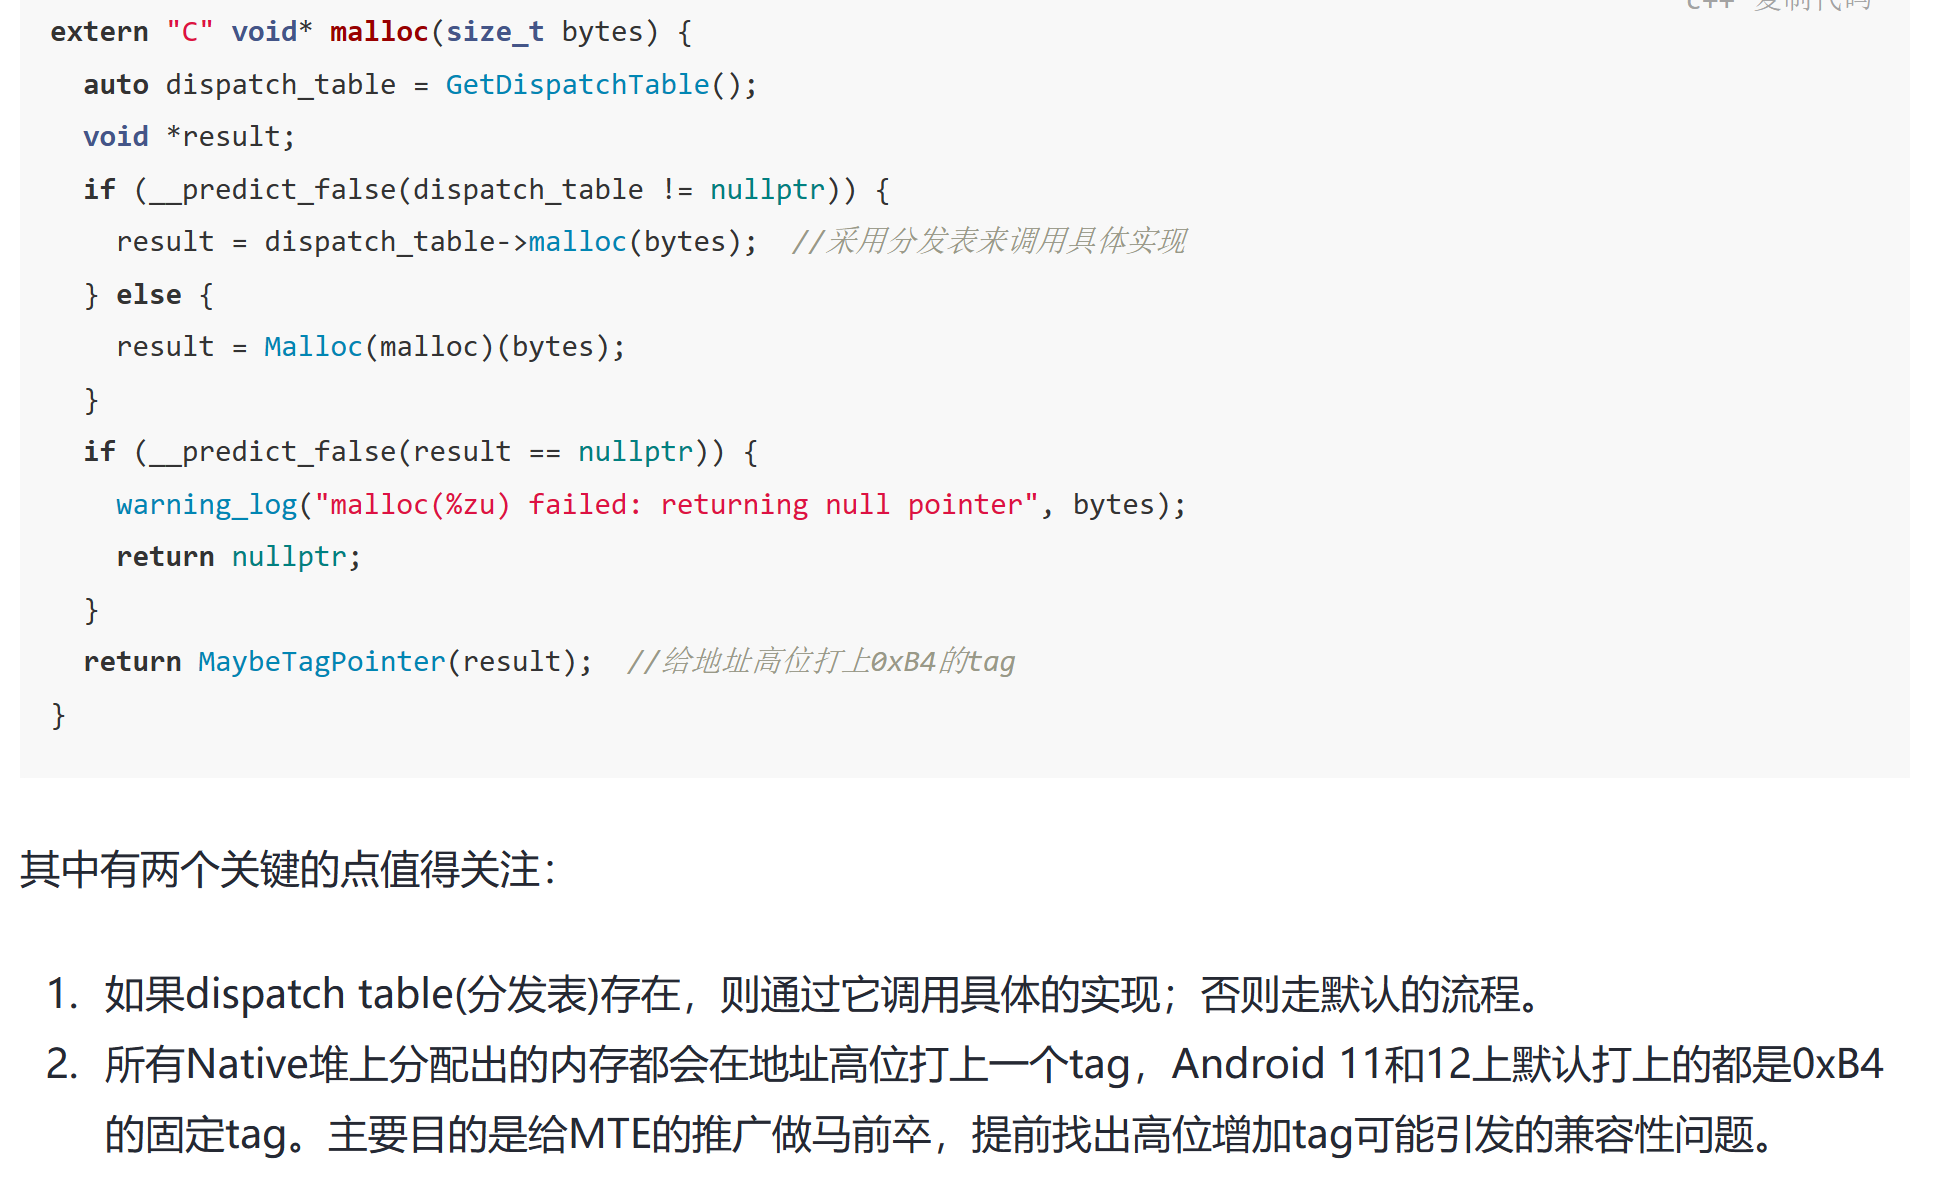 c++ 复制代码
extern "C" void* malloc(size_t bytes) {
  auto dispatch_table = GetDispatchTable();
  void *result;
  if (__predict_false(dispatch_table != nullptr)) {
    result = dispatch_table->malloc(bytes);  //采用分发表来调用具体实现
  } else {
    result = Malloc(malloc)(bytes);
  }
  if (__predict_false(result == nullptr)) {
    warning_log("malloc(%zu) failed: returning null pointer", bytes);
    return nullptr;
  }
  return MaybeTagPointer(result);  //给地址高位打上0xB4的tag
}
其中有两个关键的点值得关注：
1. 如果dispatch table(分发表)存在，则通过它调用具体的实现；否则走默认的流程。
2. 所有Native堆上分配出的内存都会在地址高位打上一个tag，Android 11和12上默认打上的都是0xB4
的固定tag。主要目的是给MTE的推广做马前卒，提前找出高位增加tag可能引发的兼容性问题。